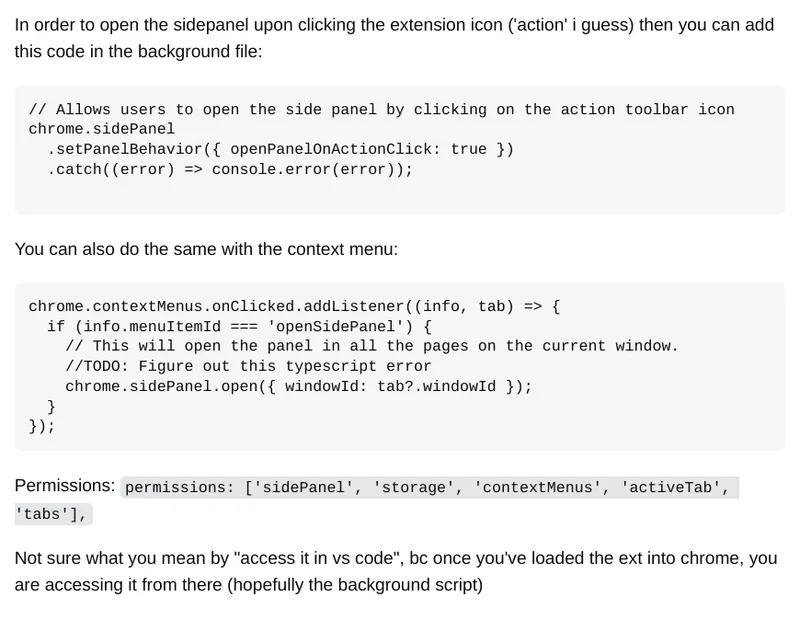 In order to open the sidepanel upon clicking the extension icon ('action' i guess) then you can add
this code in the background file:
// Allows users to open the side panel by clicking on the action toolbar icon
chrome.sidePanel
  .setPanelBehavior({ openPanelOnActionClick: true })
  .catch((error) => console.error(error));
You can also do the same with the context menu:
chrome.contextMenus.onClicked.addListener((info, tab) => {
  if (info.menuItemId === 'openSidePanel') {
    // This will open the panel in all the pages on the current window.
    //TODO: Figure out this typescript error
    chrome.sidePanel.open({ windowId: tab?.windowId });
  }
});
Permissions: permissions: ['sidePanel', 'storage', 'contextMenus', 'activeTab',
'tabs'],
Not sure what you mean by "access it in vs code", bc once you've loaded the ext into chrome, you
are accessing it from there (hopefully the background script)